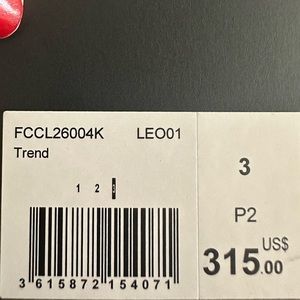 FCCL26004K LEO01
Trend
3
1 2 3
P2
US$
315.00
3 615872 154071